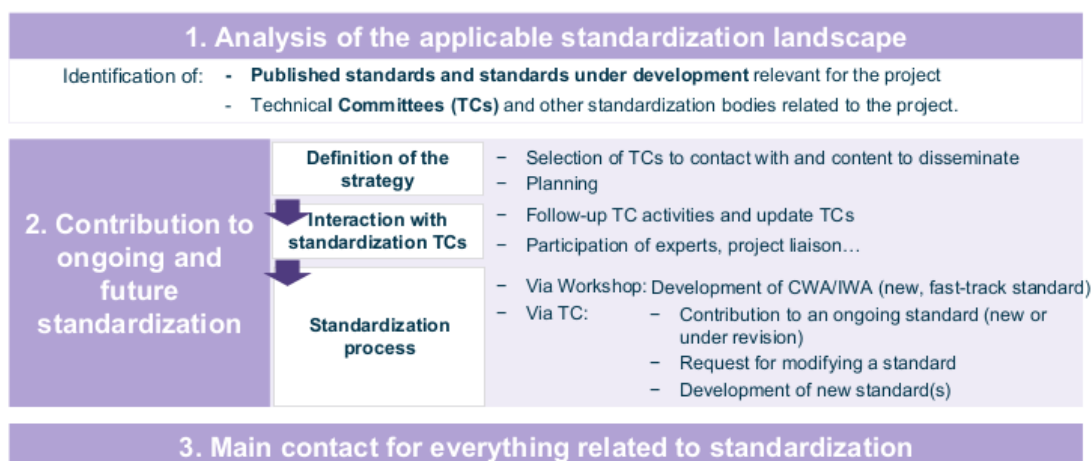 1. Analysis of the applicable standardization landscape
Identification of: - Published standards and standards under development relevant for the project
- Technical Committees (TCs) and other standardization bodies related to the project.
2. Contribution to
ongoing and
future
standardization
Definition of the
strategy
− Selection of TCs to contact with and content to disseminate
− Planning
Interaction with
standardization TCs
− Follow-up TC activities and update TCs
− Participation of experts, project liaison…
Standardization
process
− Via Workshop: Development of CWA/IWA (new, fast-track standard)
− Via TC: − Contribution to an ongoing standard (new or
under revision)
− Request for modifying a standard
− Development of new standard(s)
3. Main contact for everything related to standardization